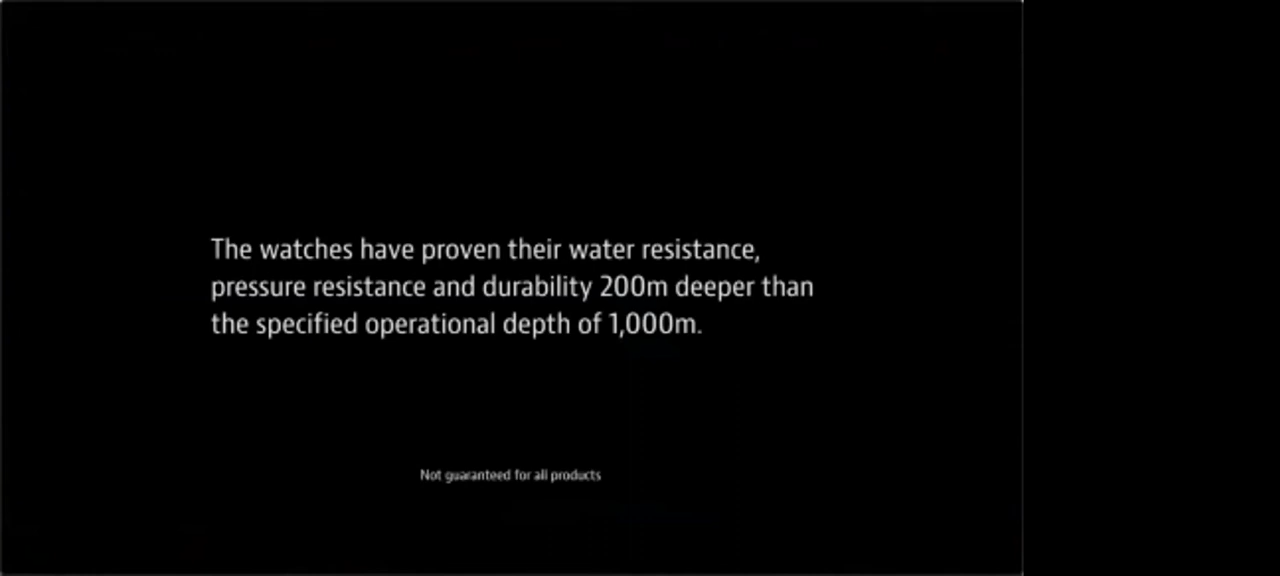 The watches have proven their water resistance,
pressure resistance and durability 200m deeper than
the specified operational depth of 1,000m.
Not guaranteed for all products